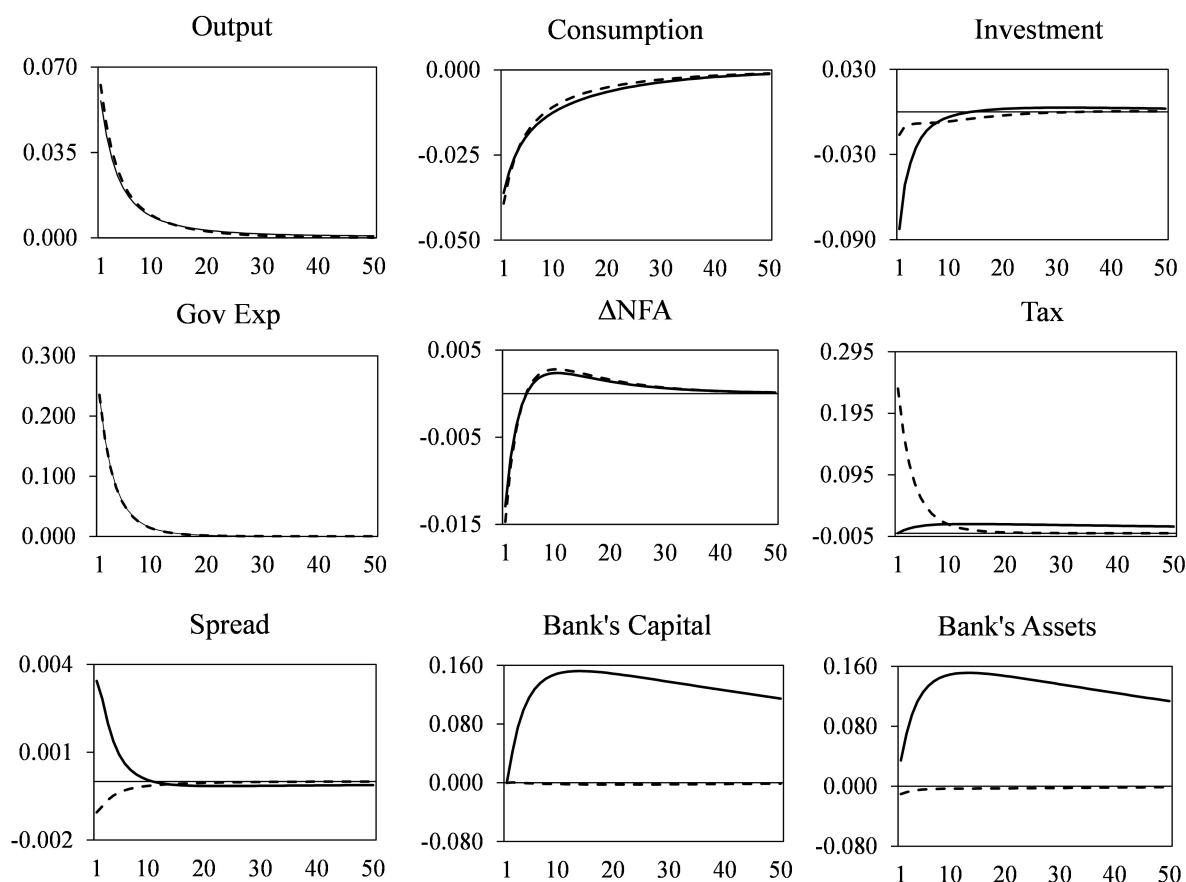 Output
0.070
0.035
0.000
1 10 20 30 40 50
Consumption
0.000
-0.025
-0.050
1 10 20 30 40 50
Investment
0.030
-0.030
-0.090
1 10 20 30 40 50
Gov Exp
0.300
0.200
0.100
0.000
1 10 20 30 40 50
ΔNFA
0.005
-0.005
-0.015
1 10 20 30 40 50
Tax
0.295
0.195
0.095
-0.005
1 10 20 30 40 50
Spread
0.004
0.001
-0.002
1 10 20 30 40 50
Bank's Capital
0.160
0.080
0.000
-0.080
1 10 20 30 40 50
Bank's Assets
0.160
0.080
0.000
-0.080
1 10 20 30 40 50